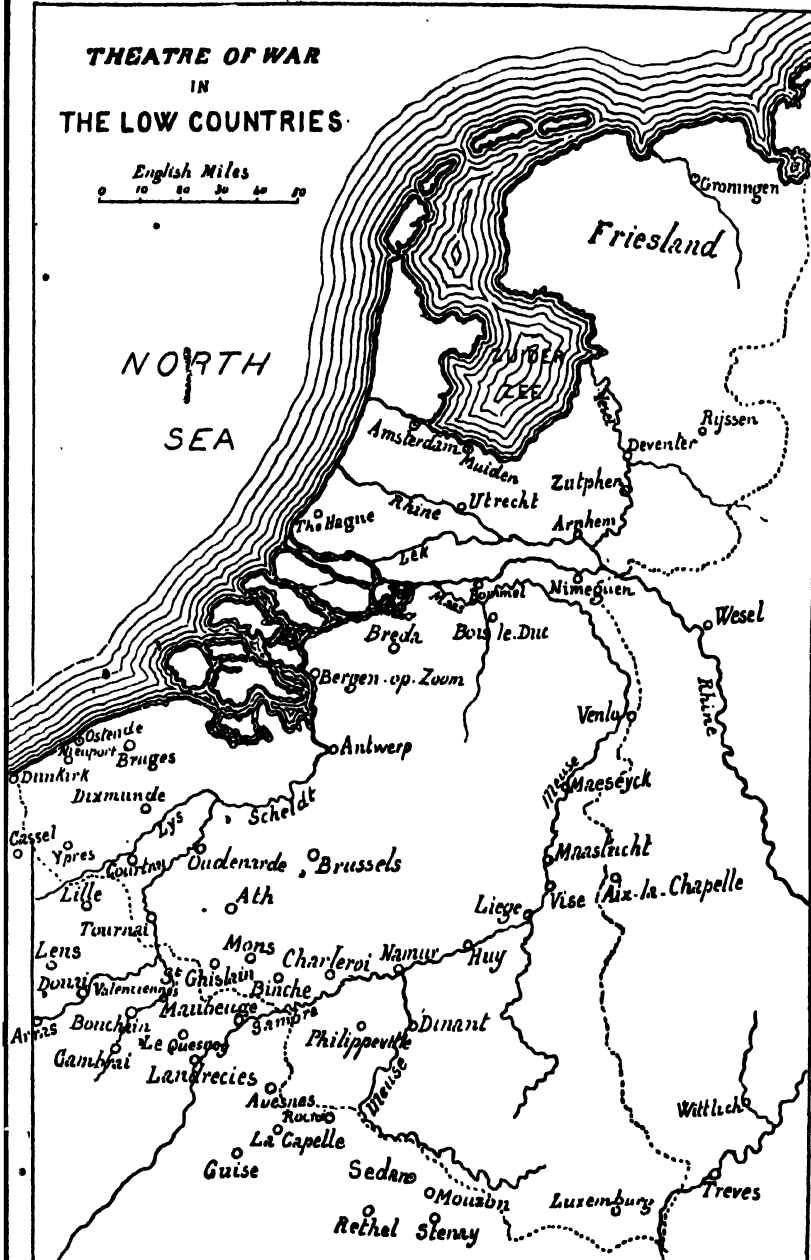 THEATRE OF WAR
IN
THE LOW COUNTRIES
English Miles
0 10 20 30 40 50
Groningen
Friesland
NORTH
SEA
ZUIDER
ZEE
Yssel
Rijssen
Amsterdam
Muiden
Deventer
Zutphen
Rhine
Utrecht
The Hague
Arnhem
Lek
Maas
Bommel
Nimeguen
Wesel
Breda
Bois le Duc
Bergen-op-Zoom
Rhine
Venlo
Ostende
Nieuport
Bruges
Antwerp
Dunkirk
Meuse
Maeseyck
Dixmunde
Lys
Scheldt
Cassel
Ypres
Courtray
Oudenarde
Brussels
Maastricht
Lille
Ath
Vise
Aix-la-Chapelle
Liege
Tournai
Lens
Mons
Charleroi
Namur
Huy
Douai
Valenciennes
St Ghislain
Binche
Arras
Bouchain
Maubeuge
Sambre
Philippeville
Dinant
Cambrai
Le Quesnoy
Landrecies
Meuse
Avesnes
Rocroi
Wittlich
La Capelle
Guise
Sedan
Mouzon
Luxemburg
Treves
Rethel
Stenay